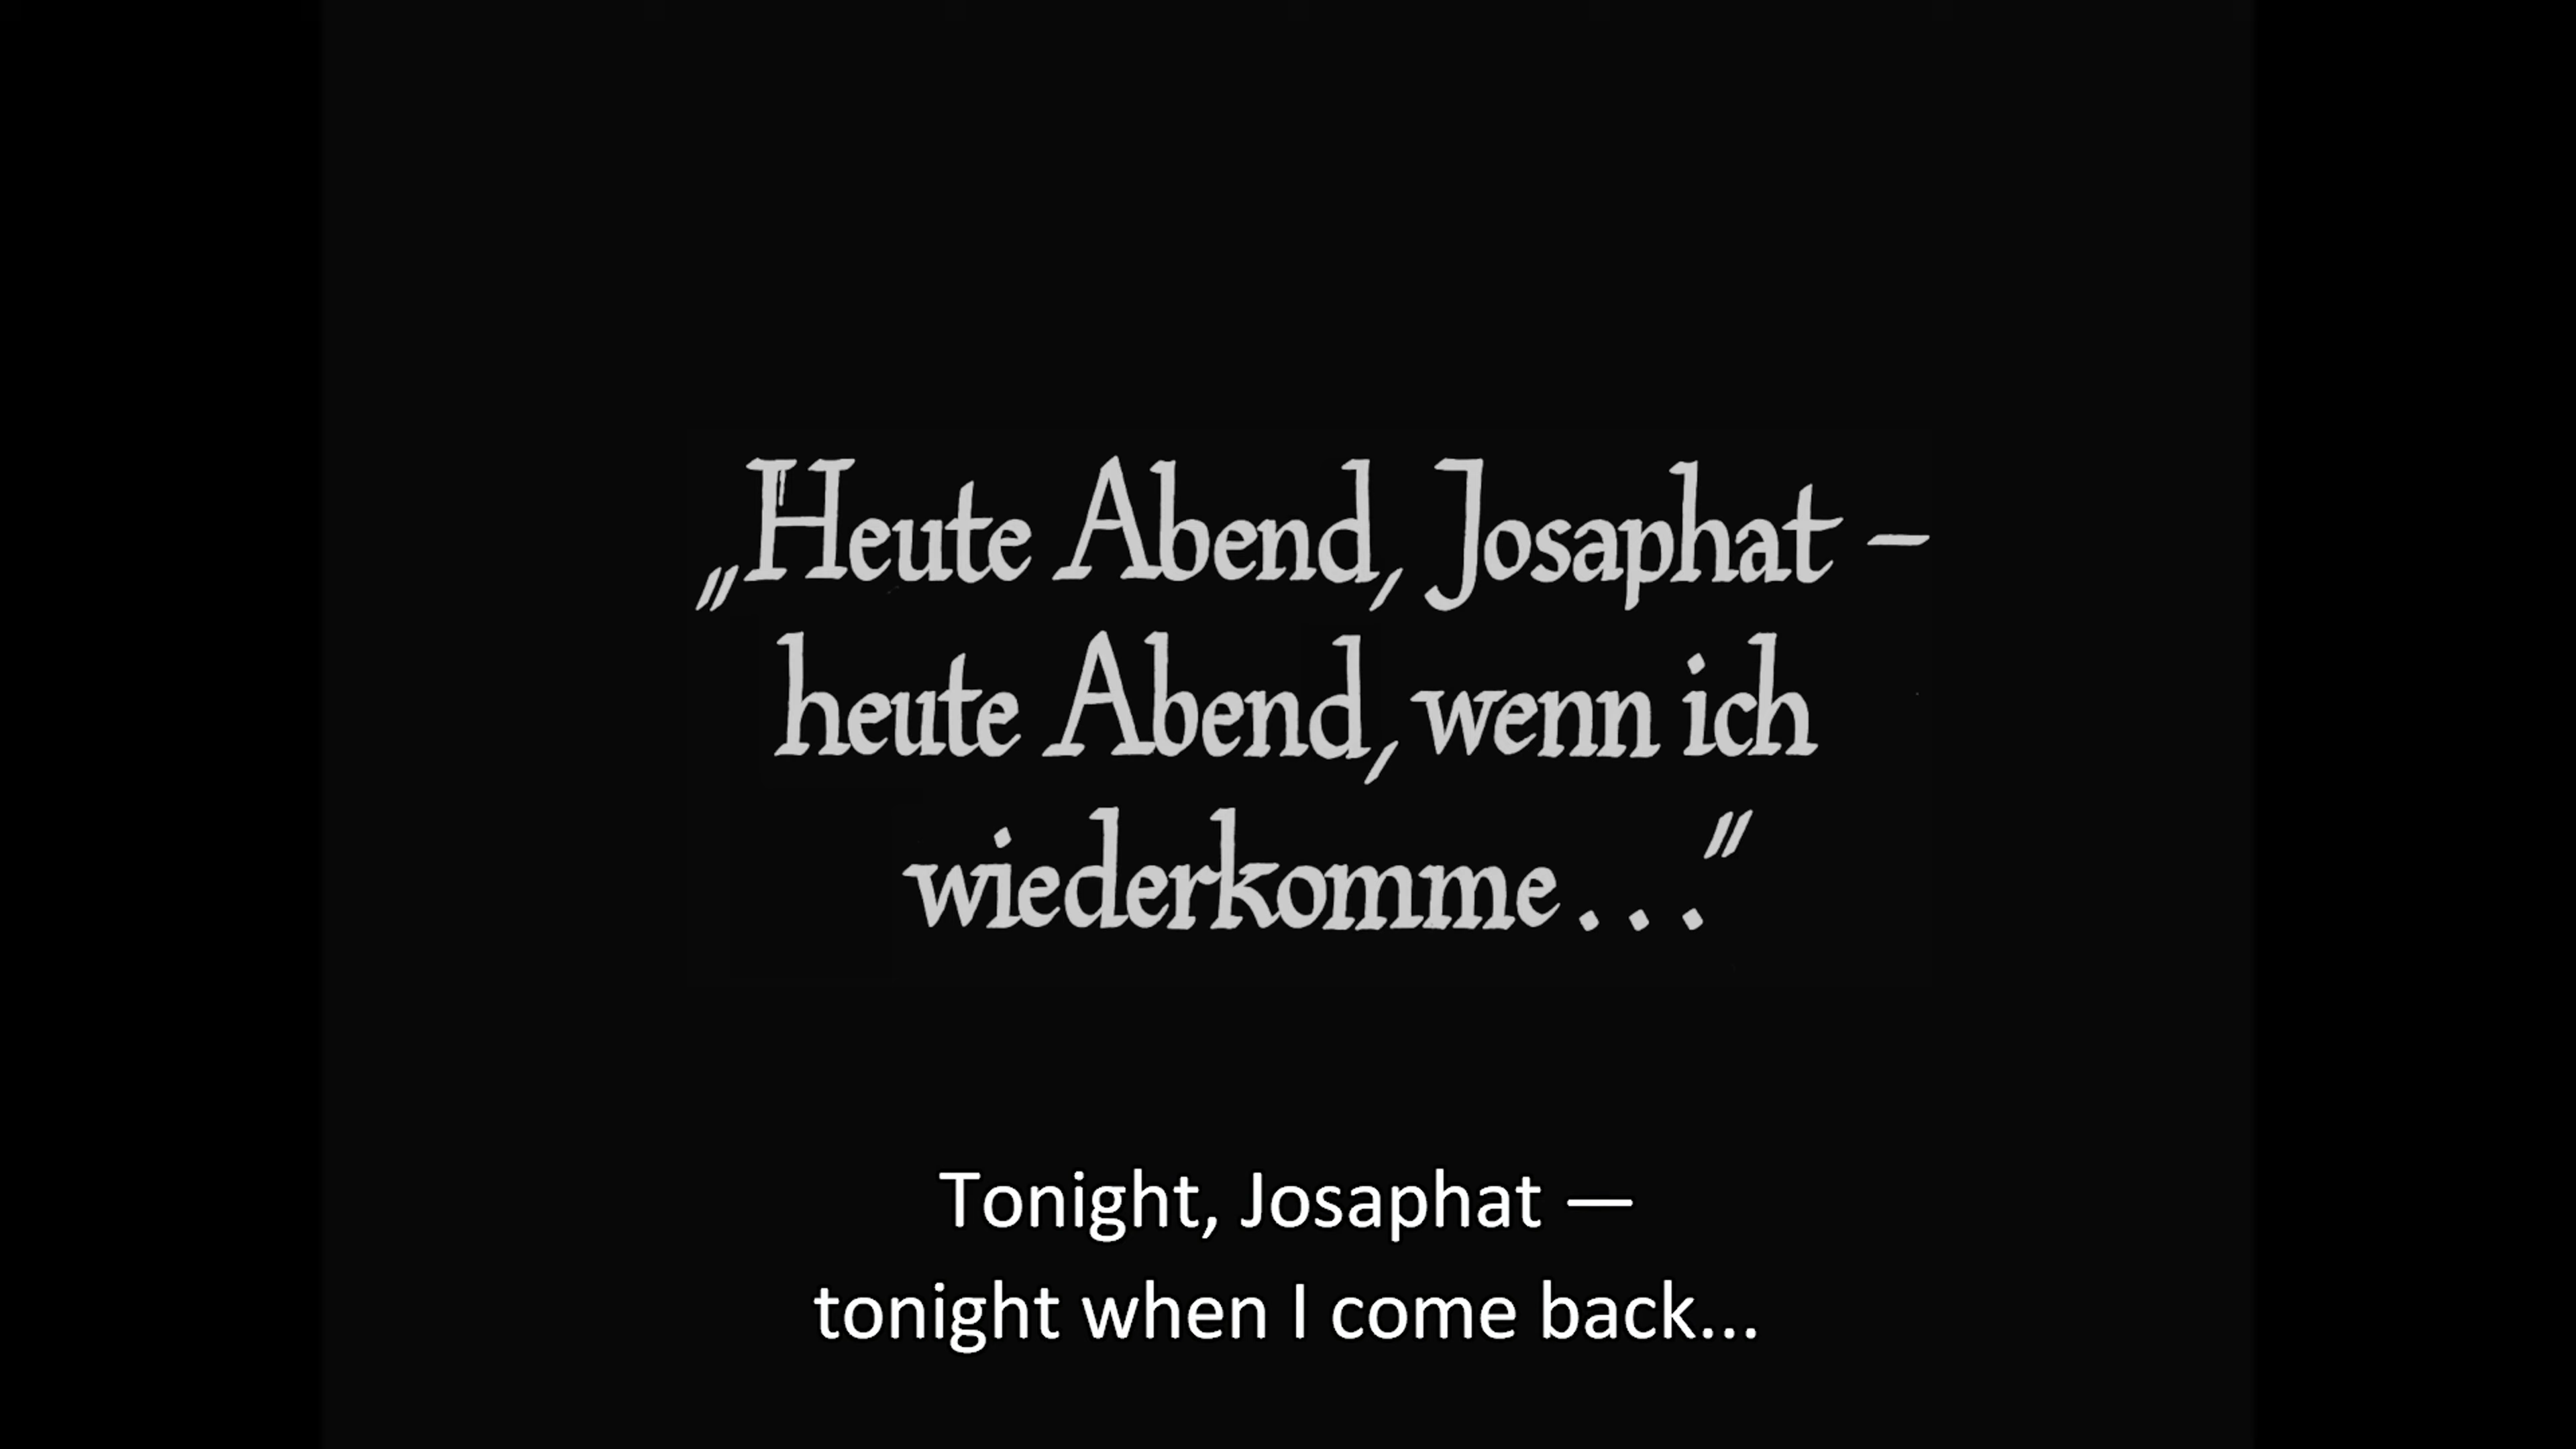 „Heute Abend, Josaphat –
heute Abend, wenn ich
wiederkomme..."
Tonight, Josaphat —
tonight when I come back...